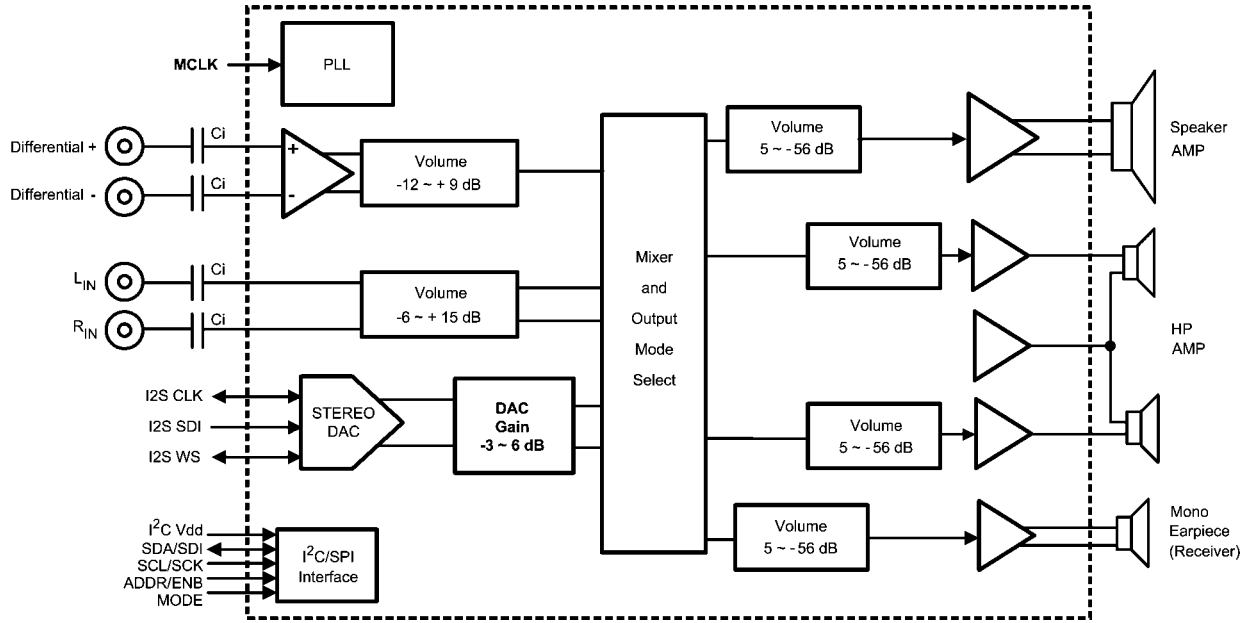 MCLK
PLL
Differential +
Ci
+
Differential -
Ci
-
Volume
-12 ~ + 9 dB
L_IN
Ci
R_IN
Ci
Volume
-6 ~ + 15 dB
I2S CLK
I2S SDI
I2S WS
STEREO
DAC
DAC
Gain
-3 ~ 6 dB
I²C Vdd
SDA/SDI
SCL/SCK
ADDR/ENB
MODE
I²C/SPI
Interface
Mixer
and
Output
Mode
Select
Volume
5 ~ -56 dB
Speaker
AMP
Volume
5 ~ -56 dB
HP
AMP
Volume
5 ~ -56 dB
Volume
5 ~ -56 dB
Mono
Earpiece
(Receiver)